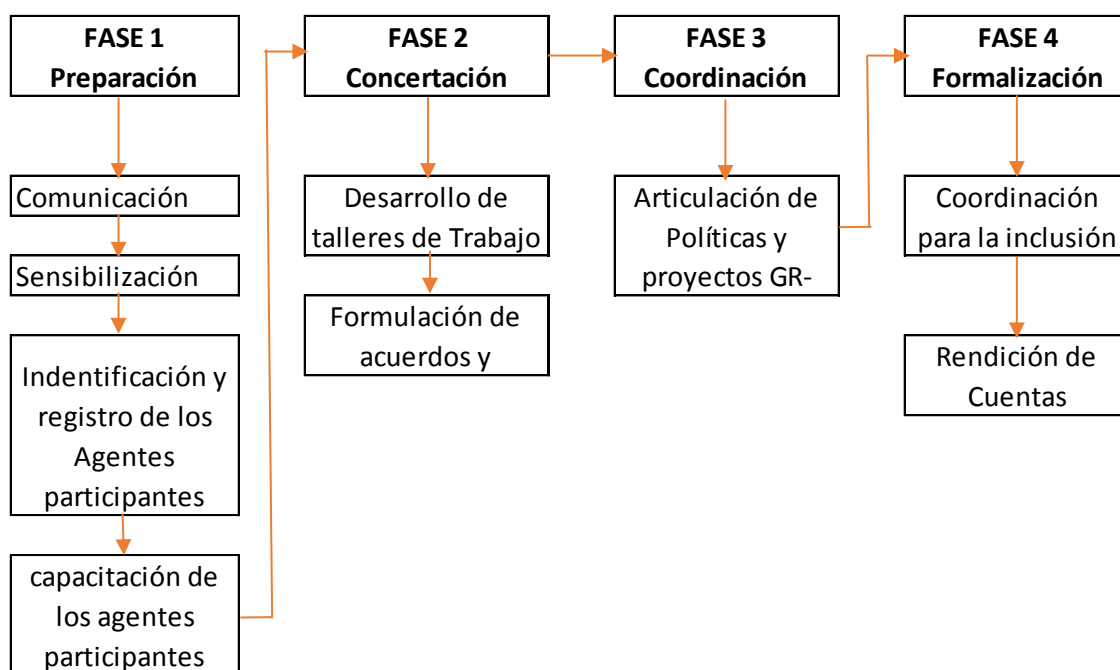 FASE 1
Preparación
Comunicación
Sensibilización
Indentificación y
registro de los
Agentes
participantes
capacitación de
los agentes
participantes
FASE 2
Concertación
Desarrollo de
talleres de Trabajo
Formulación de
acuerdos y
FASE 3
Coordinación
Articulación de
Políticas y
proyectos GR-
FASE 4
Formalización
Coordinación
para la inclusión
Rendición de
Cuentas